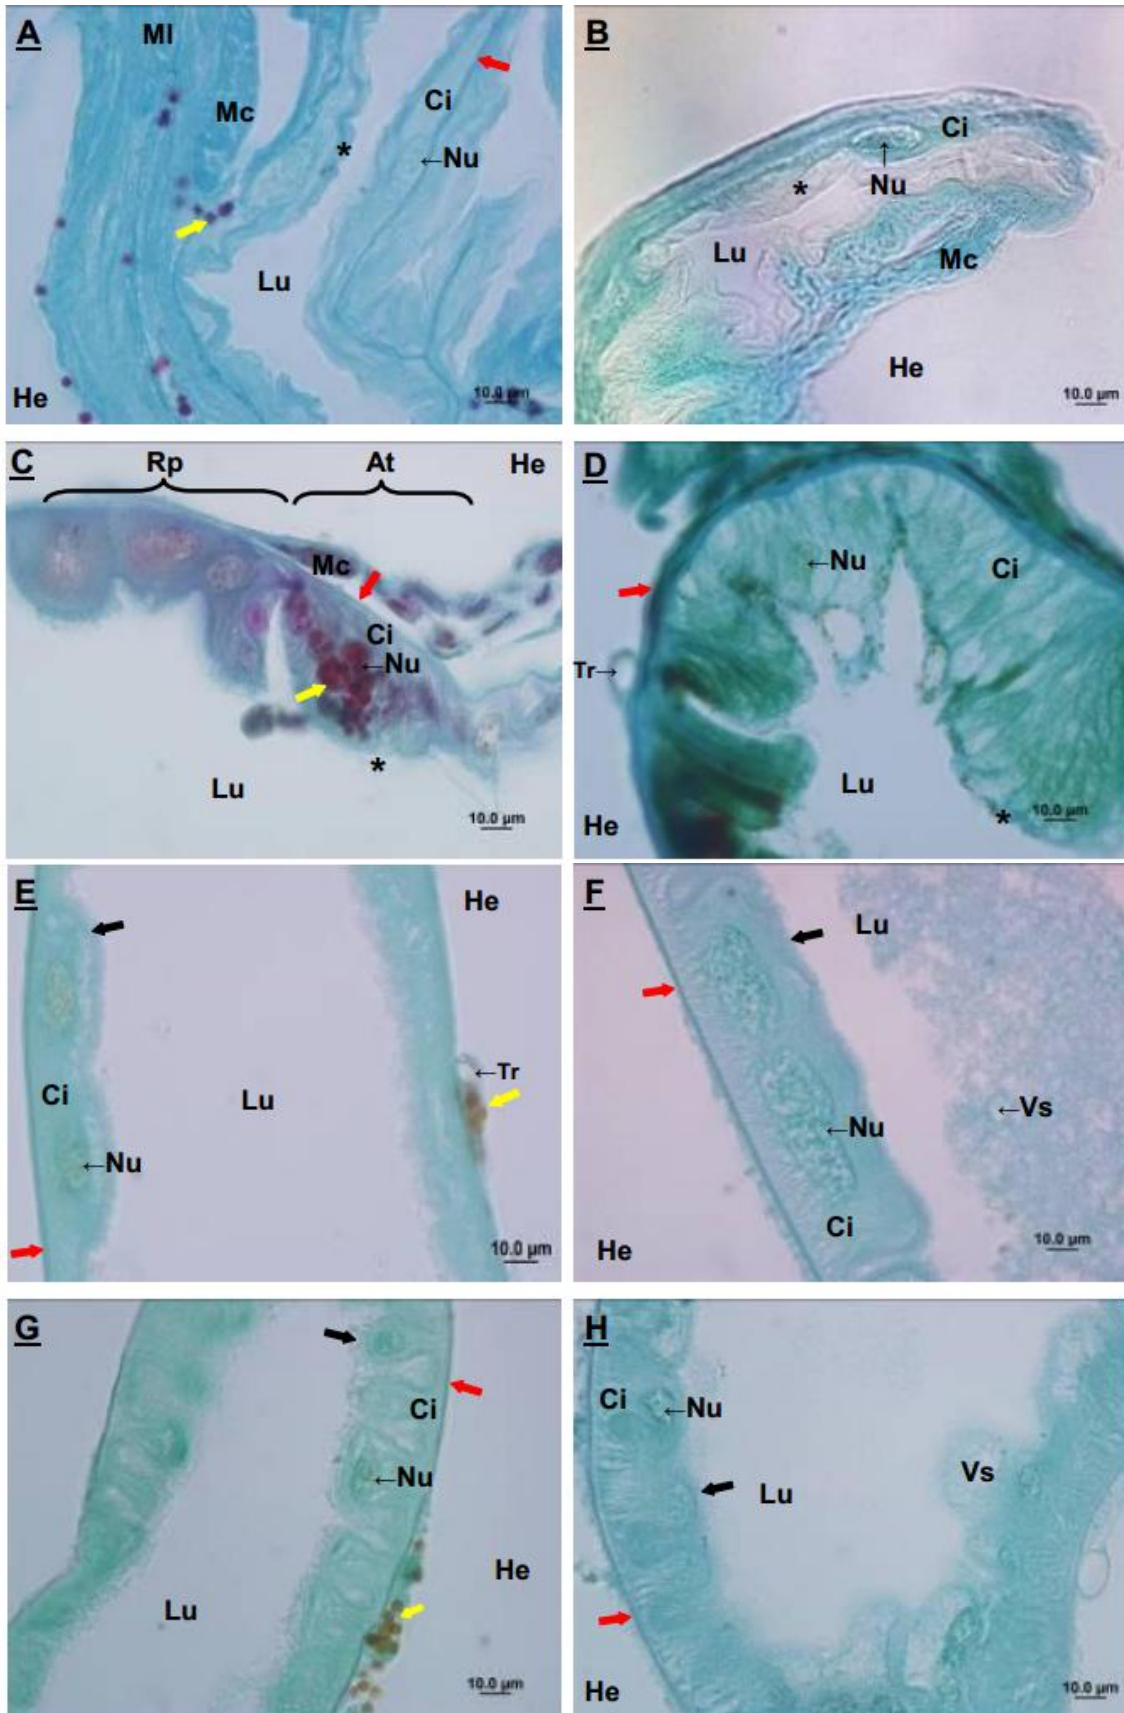 A
Ml
Mc
Ci
*
←Nu
Lu
He
10.0 µm
B
Ci
↑
Nu
*
Lu
Mc
He
10.0 µm
C
Rp
At
He
Mc
Ci
←Nu
*
Lu
10.0 µm
D
←Nu
Ci
Tr→
Lu
He
*
10.0 µm
E
He
←Tr
Ci
Lu
←Nu
10.0 µm
F
Lu
←Vs
←Nu
Ci
He
10.0 µm
G
Ci
←Nu
He
Lu
10.0 µm
H
Ci
←Nu
Vs
Lu
He
10.0 µm